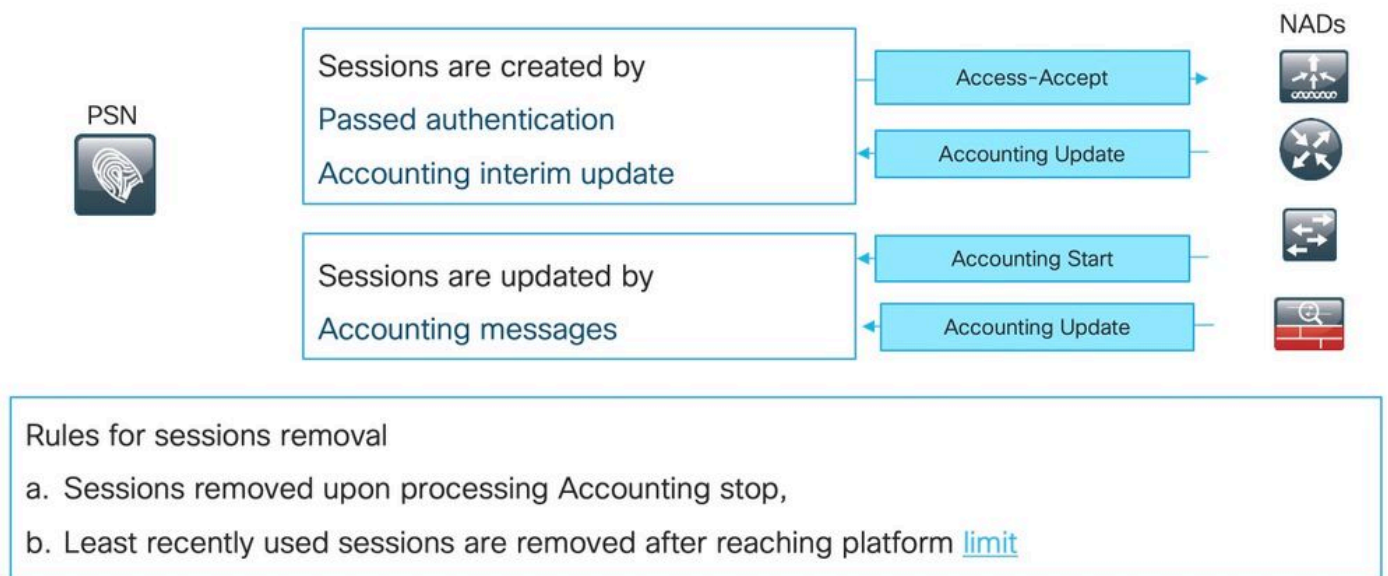 NADs
PSN
Sessions are created by
Passed authentication
Accounting interim update
Access-Accept
Accounting Update
Sessions are updated by
Accounting messages
Accounting Start
Accounting Update
Rules for sessions removal
a. Sessions removed upon processing Accounting stop,
b. Least recently used sessions are removed after reaching platform limit